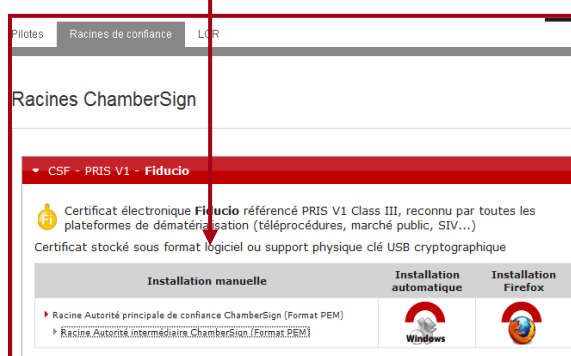 Pilotes Racines de confiance LCR
Racines ChamberSign
CSF - PRIS V1 - Fiducio
Fi
Certificat électronique Fiducio référencé PRIS V1 Class III, reconnu par toutes les
plateformes de dématérialisation (téléprocédures, marché public, SIV...)
Certificat stocké sous format logiciel ou support physique clé USB cryptographique
Installation manuelle
Installation
automatique
Installation
Firefox
Racine Autorité principale de confiance ChamberSign (Format PEM)
Racine Autorité intermédiaire ChamberSign (Format PEM)
Windows